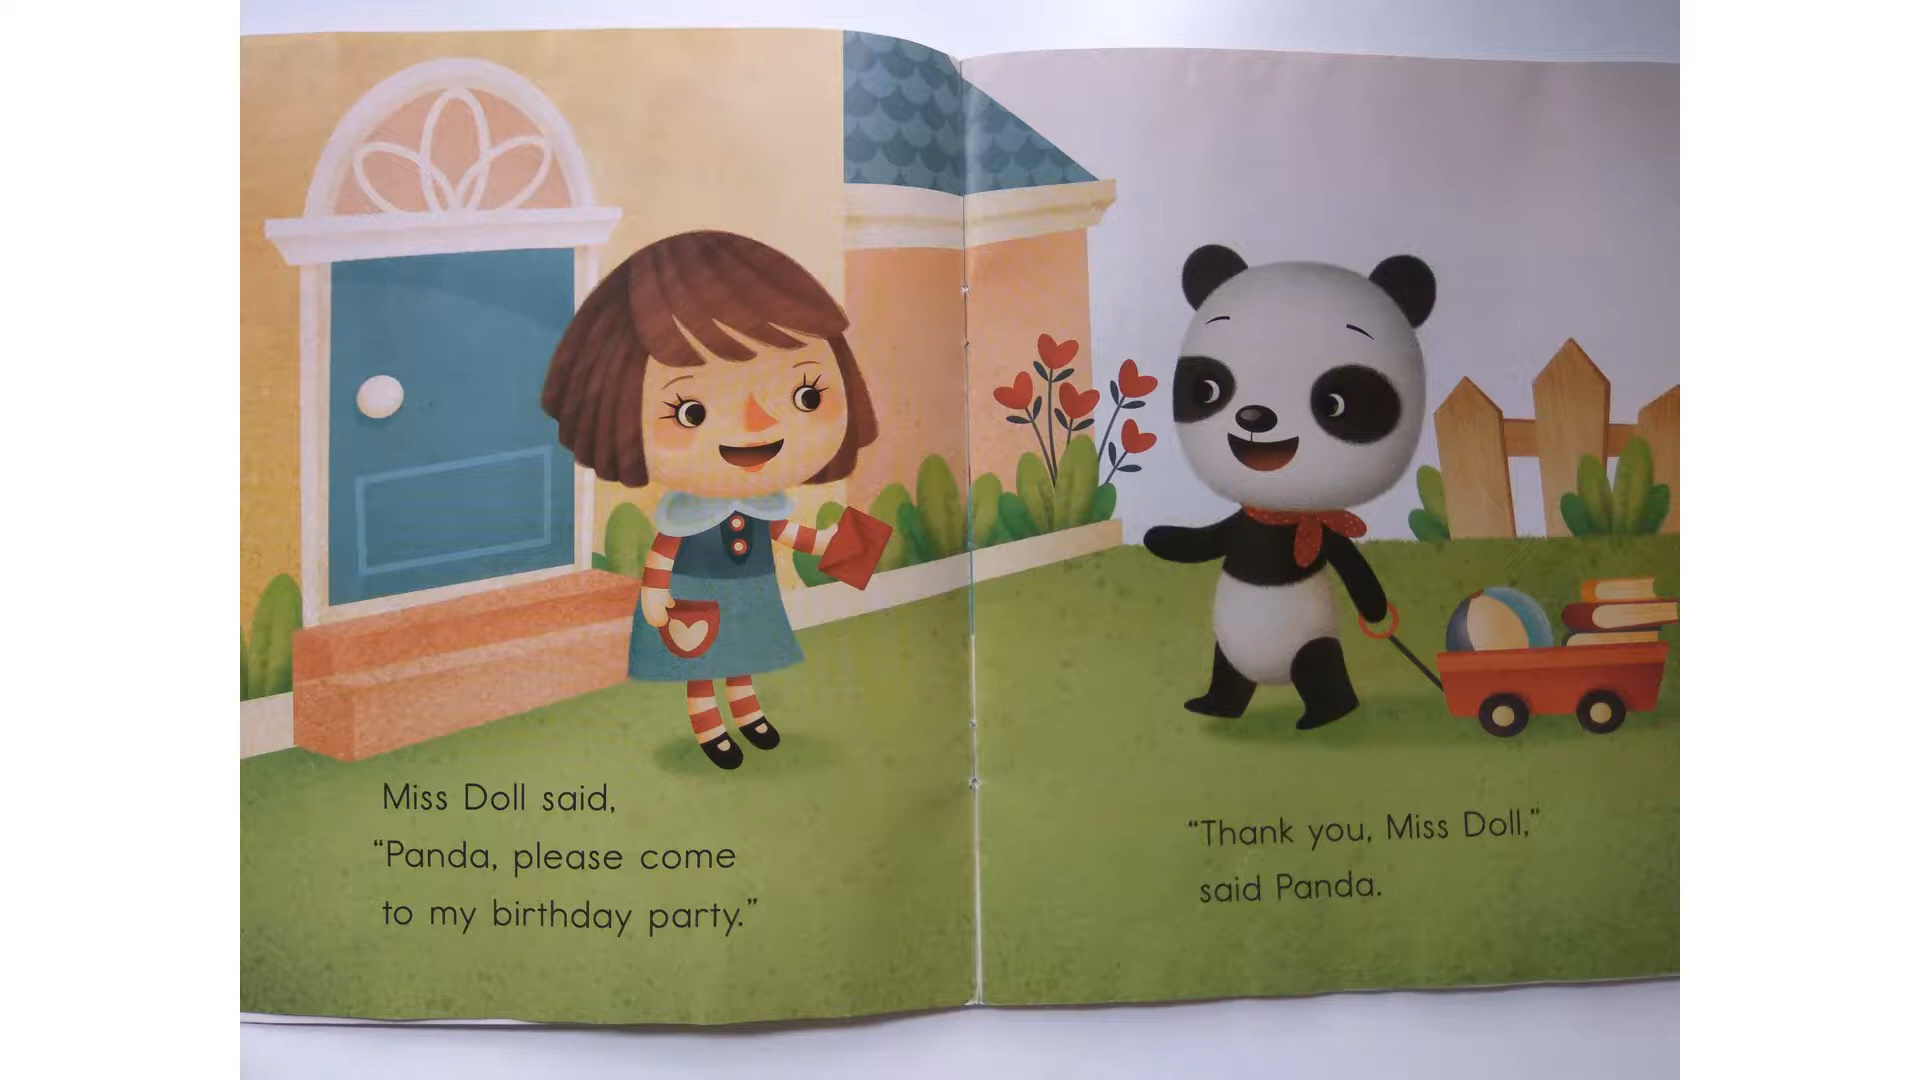 Miss Doll said,
“Panda, please come
to my birthday party.”
“Thank you, Miss Doll,”
said Panda.